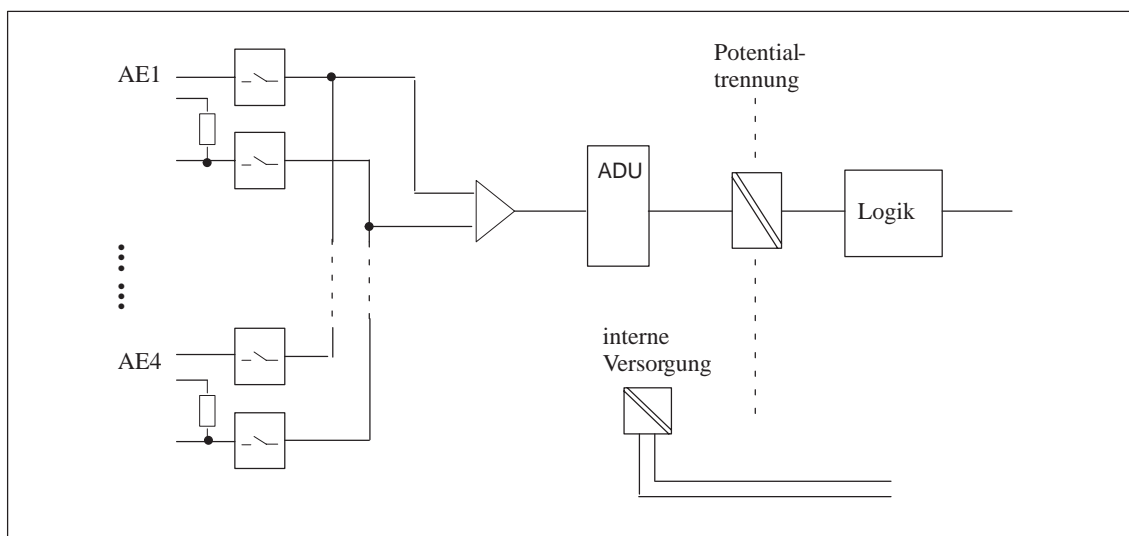 AE1
Potential-
trennung
ADU
Logik
interne
Versorgung
AE4